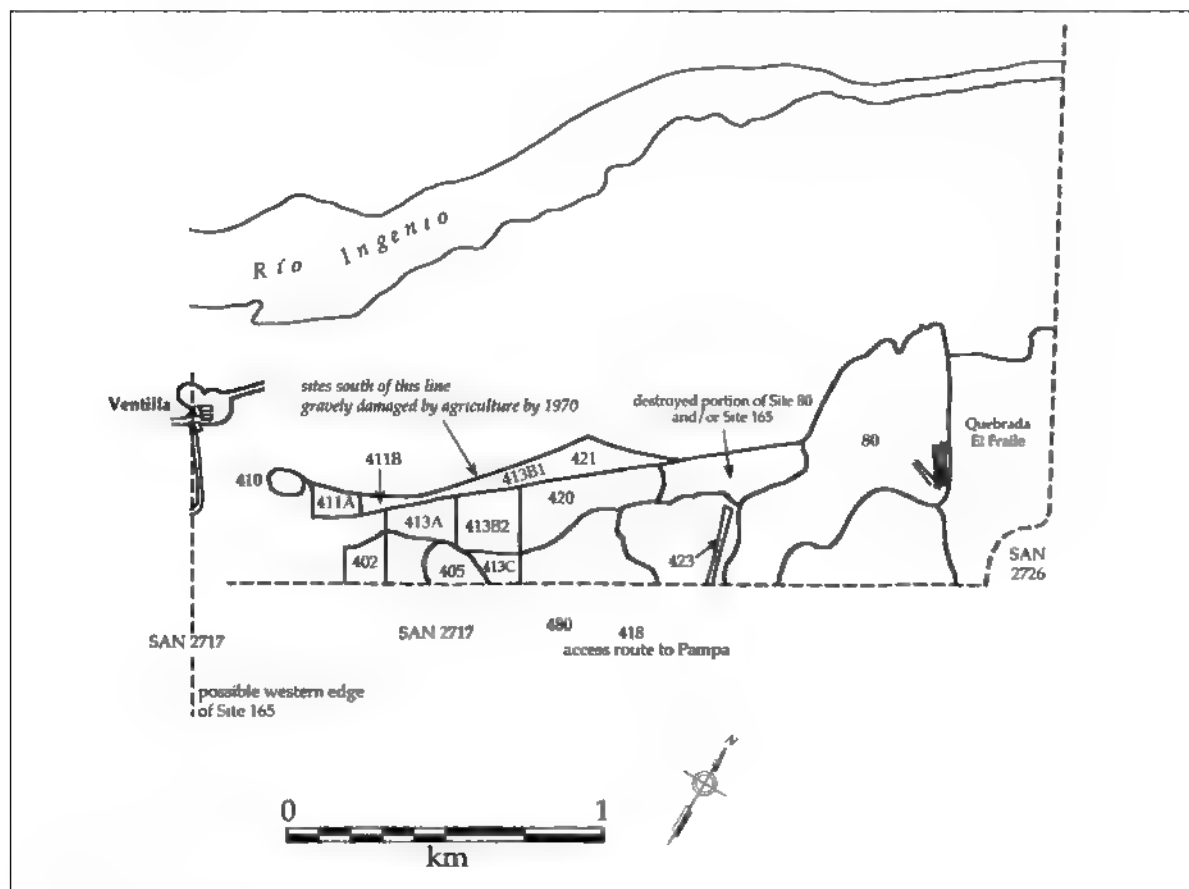 Río Ingenio
sites south of this line
gravely damaged by agriculture by 1970
destroyed portion of Site 80
and/or Site 165
Ventilla
Quebrada
El Fraile
80
411B
421
413B1
410
411A
420
413A
413B2
402
405
413C
423
SAN
2726
SAN 2717
SAN 2717
480
418
access route to Pampa
possible western edge
of Site 165
N
0
1
km